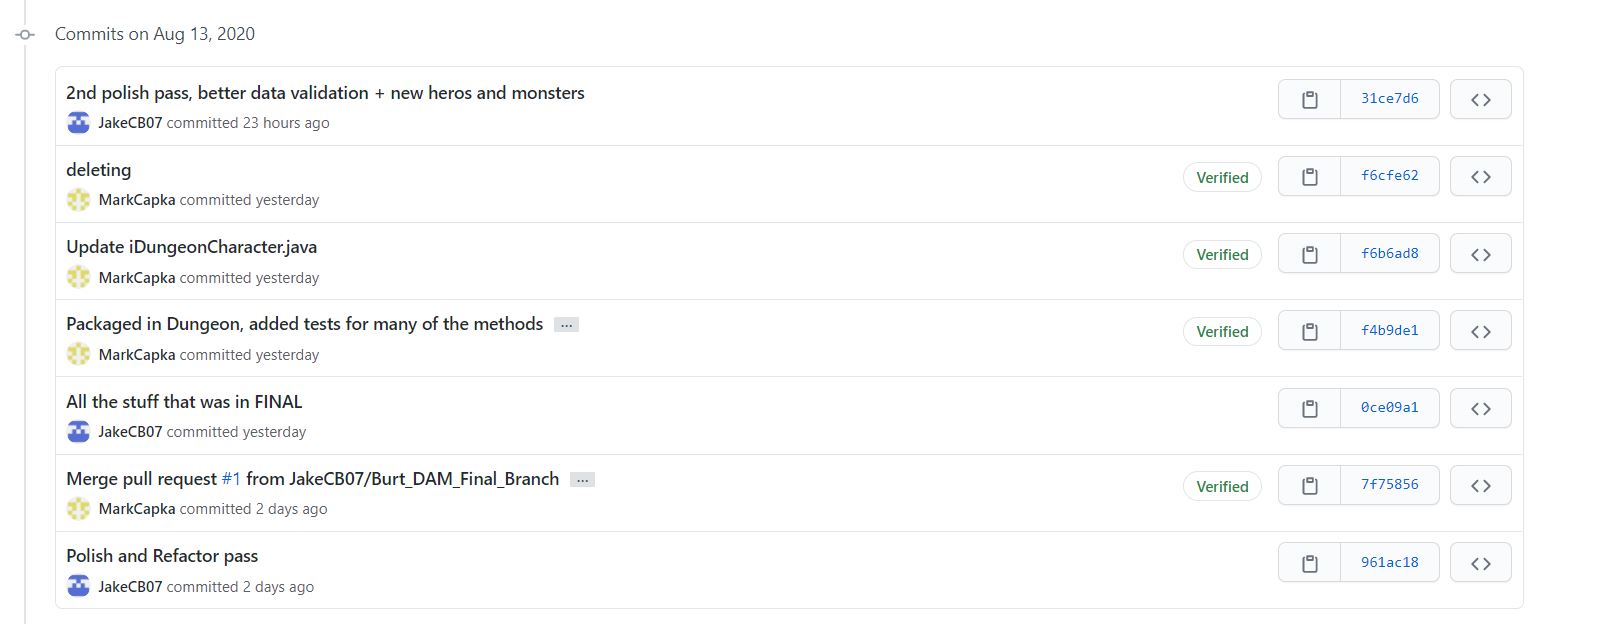 Commits on Aug 13, 2020
2nd polish pass, better data validation + new heros and monsters
31ce7d6
JakeCB07 committed 23 hours ago
deleting
Verified
f6cfe62
MarkCapka committed yesterday
Update iDungeonCharacter.java
Verified
f6b6ad8
MarkCapka committed yesterday
Packaged in Dungeon, added tests for many of the methods ...
Verified
f4b9de1
MarkCapka committed yesterday
All the stuff that was in FINAL
0ce09a1
JakeCB07 committed yesterday
Merge pull request #1 from JakeCB07/Burt_DAM_Final_Branch ...
Verified
7f75856
MarkCapka committed 2 days ago
Polish and Refactor pass
961ac18
JakeCB07 committed 2 days ago